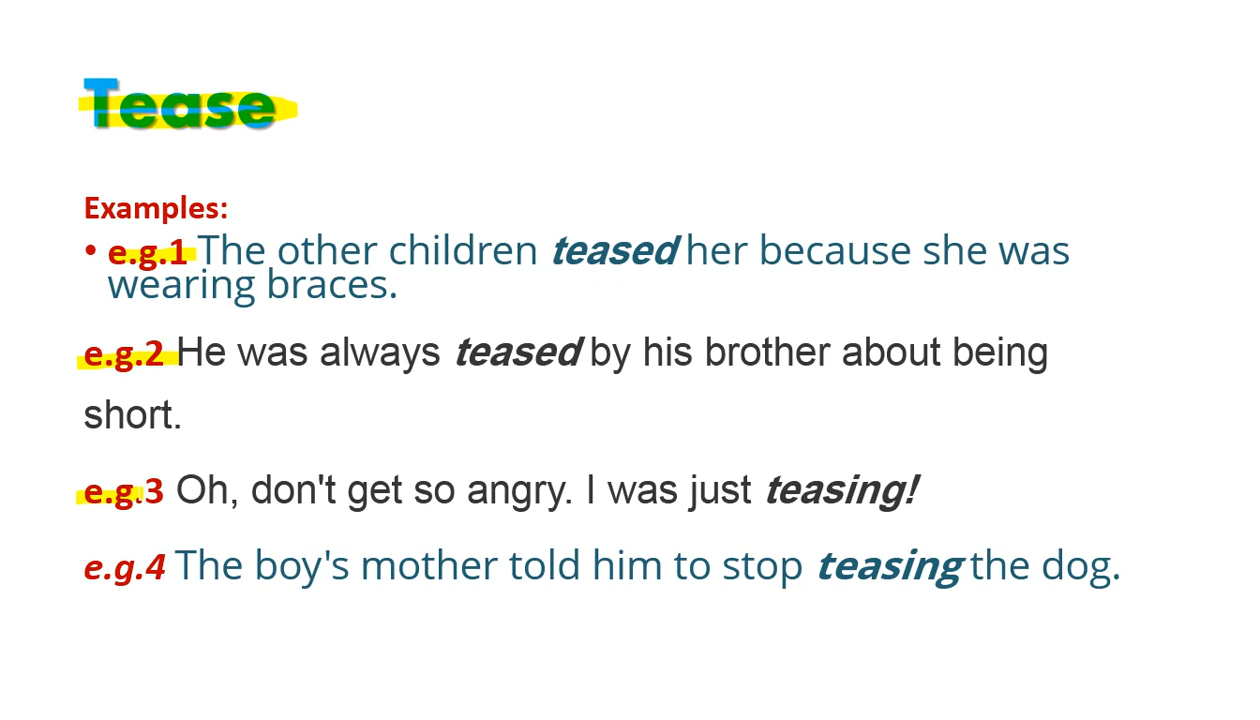 Tease
Examples:
• e.g.1 The other children teased her because she was
wearing braces.
e.g.2 He was always teased by his brother about being
short.
e.g.3 Oh, don't get so angry. I was just teasing!
e.g.4 The boy's mother told him to stop teasing the dog.